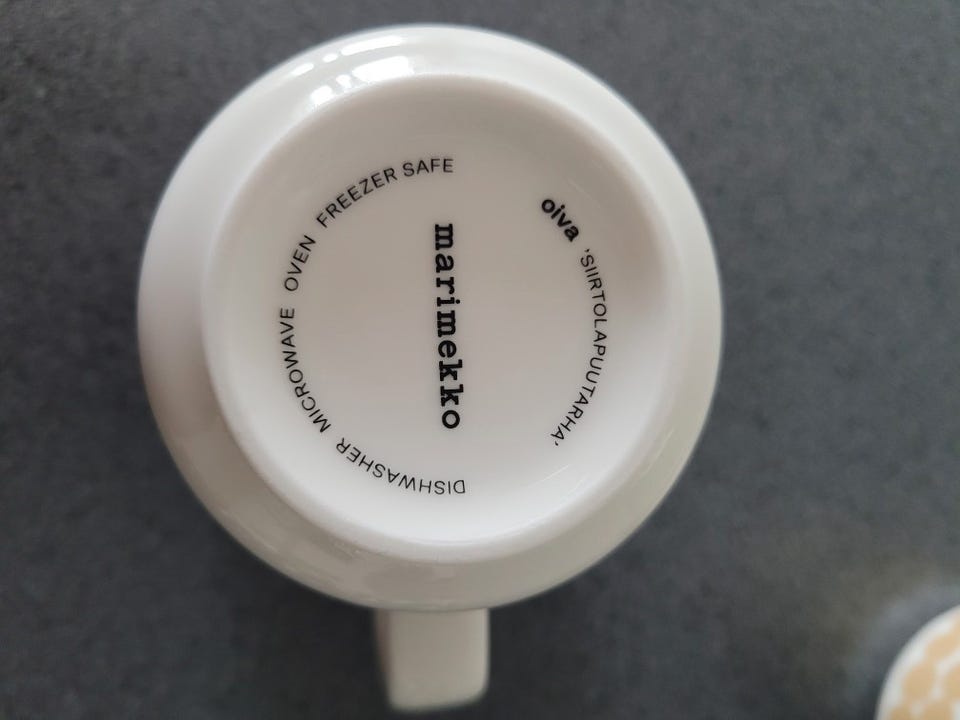 oiva 'SIIRTOLAPUUTARHA'
marimekko
DISHWASHER MICROWAVE OVEN FREEZER SAFE